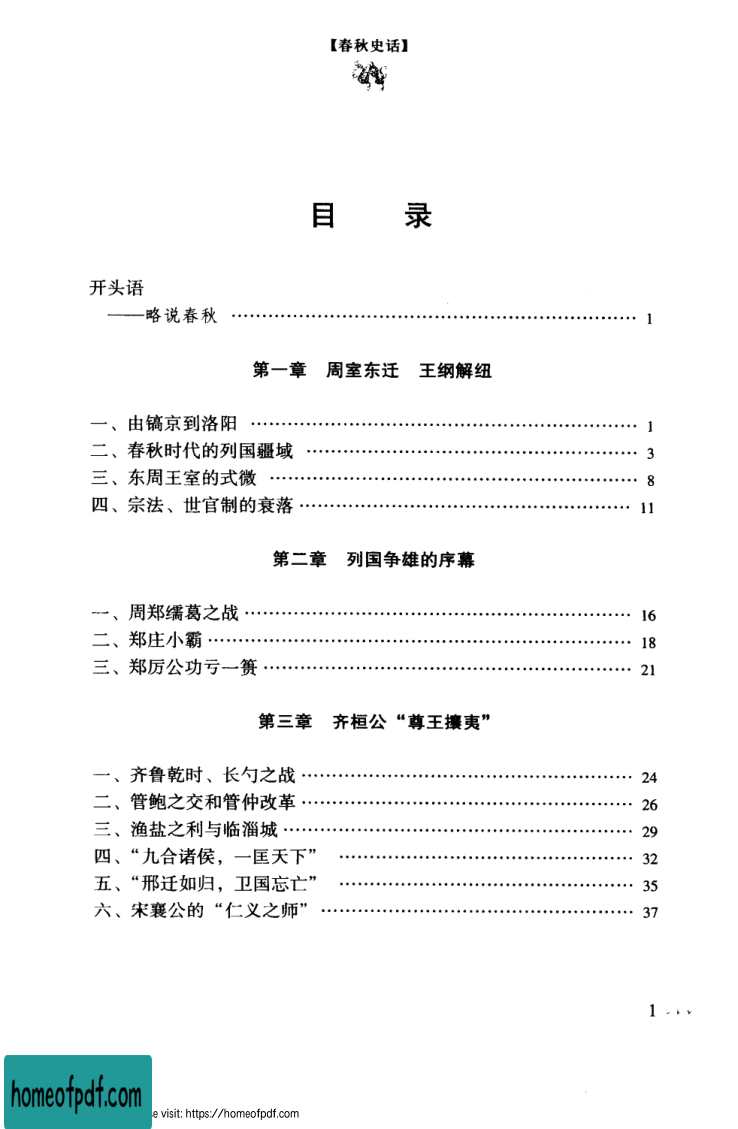 【春秋史话】
目 录
开头语
——略说春秋 …………………………………………………………… 1
第一章 周室东迁 王纲解纽
一、由镐京到洛阳 ………………………………………………………… 1
二、春秋时代的列国疆域 ………………………………………………… 3
三、东周王室的式微 ……………………………………………………… 8
四、宗法、世官制的衰落 ………………………………………………… 11
第二章 列国争雄的序幕
一、周郑繻葛之战 ………………………………………………………… 16
二、郑庄小霸 ……………………………………………………………… 18
三、郑厉公功亏一篑 ……………………………………………………… 21
第三章 齐桓公“尊王攘夷”
一、齐鲁乾时、长勺之战 ………………………………………………… 24
二、管鲍之交和管仲改革 ………………………………………………… 26
三、渔盐之利与临淄城 …………………………………………………… 29
四、“九合诸侯，一匡天下” ……………………………………………… 32
五、“邢迁如归，卫国忘亡” ……………………………………………… 35
六、宋襄公的“仁义之师” ………………………………………………… 37
1
homeofpdf.com
visit: https://homeofpdf.com